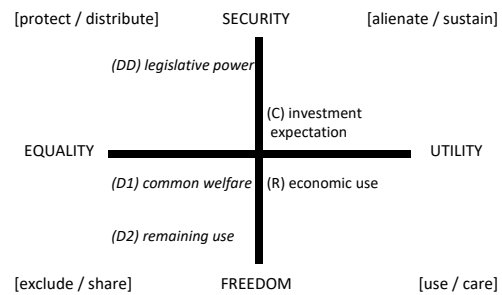 [protect / distribute] SECURITY [alienate / sustain]
(DD) legislative power
(C) investment
expectation
EQUALITY UTILITY
(D1) common welfare (R) economic use
(D2) remaining use
[exclude / share] FREEDOM [use / care]